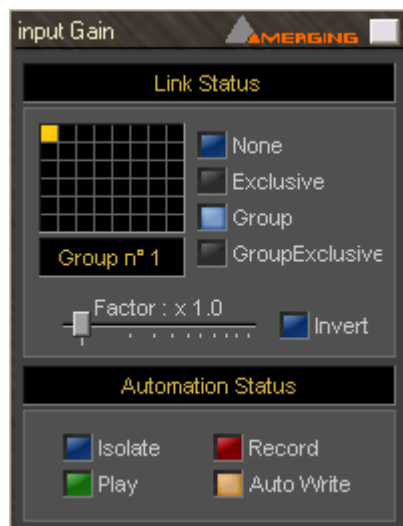 input Gain
MERGING
Link Status
None
Exclusive
Group
GroupExclusive
Group n° 1
Factor : x 1.0
Invert
Automation Status
Isolate
Record
Play
Auto Write